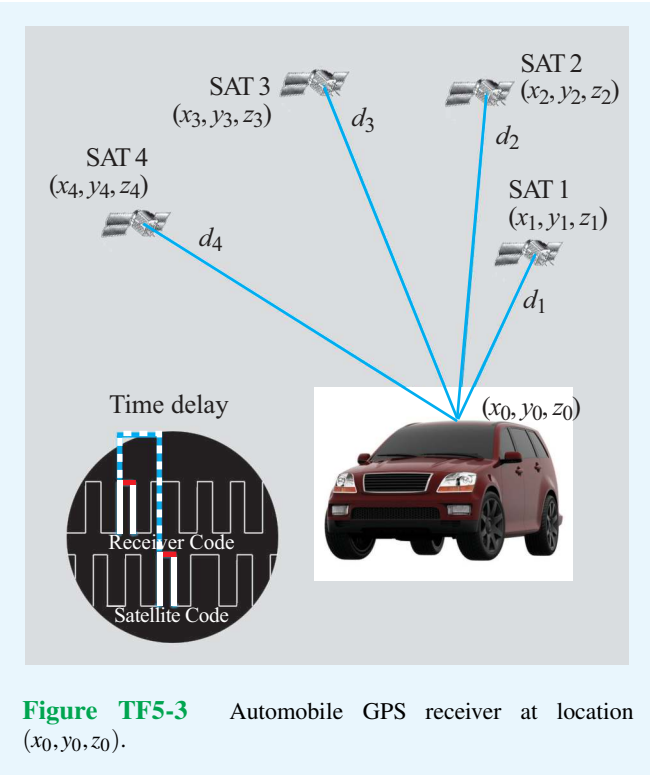 SAT 2
(x2, y2, z2)
SAT 3
(x3, y3, z3)
d3
d2
SAT 4
(x4, y4, z4)
SAT 1
(x1, y1, z1)
d4
d1
(x0, y0, z0)
Time delay
Receiver Code
Satellite Code
Figure TF5-3 Automobile GPS receiver at location
(x0, y0, z0).